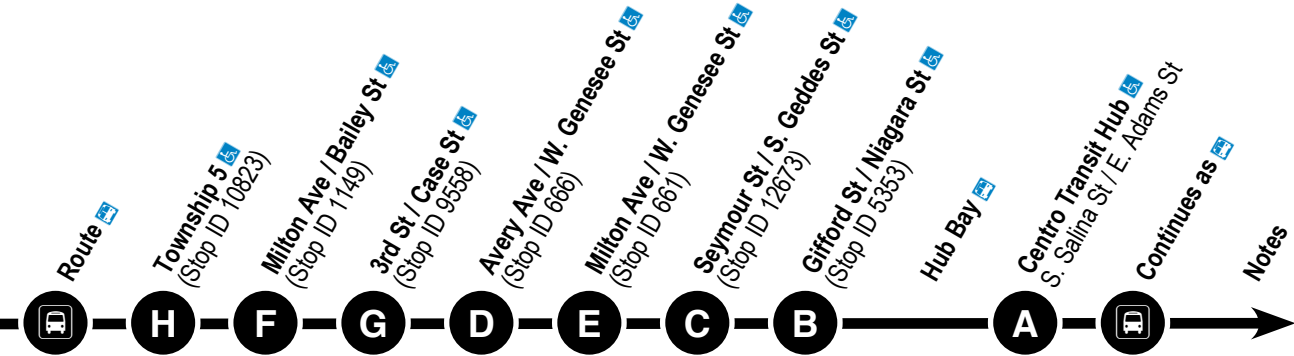 Route
Township 5
(Stop ID 10823)
Milton Ave / Bailey St
(Stop ID 1149)
3rd St / Case St
(Stop ID 9558)
Avery Ave / W. Genesee St
(Stop ID 666)
Milton Ave / W. Genesee St
(Stop ID 661)
Seymour St / S. Geddes St
(Stop ID 12673)
Gifford St / Niagara St
(Stop ID 5353)
Hub Bay
Centro Transit Hub
S. Salina St / E. Adams St
Continues as
Notes
H
F
G
D
E
C
B
A